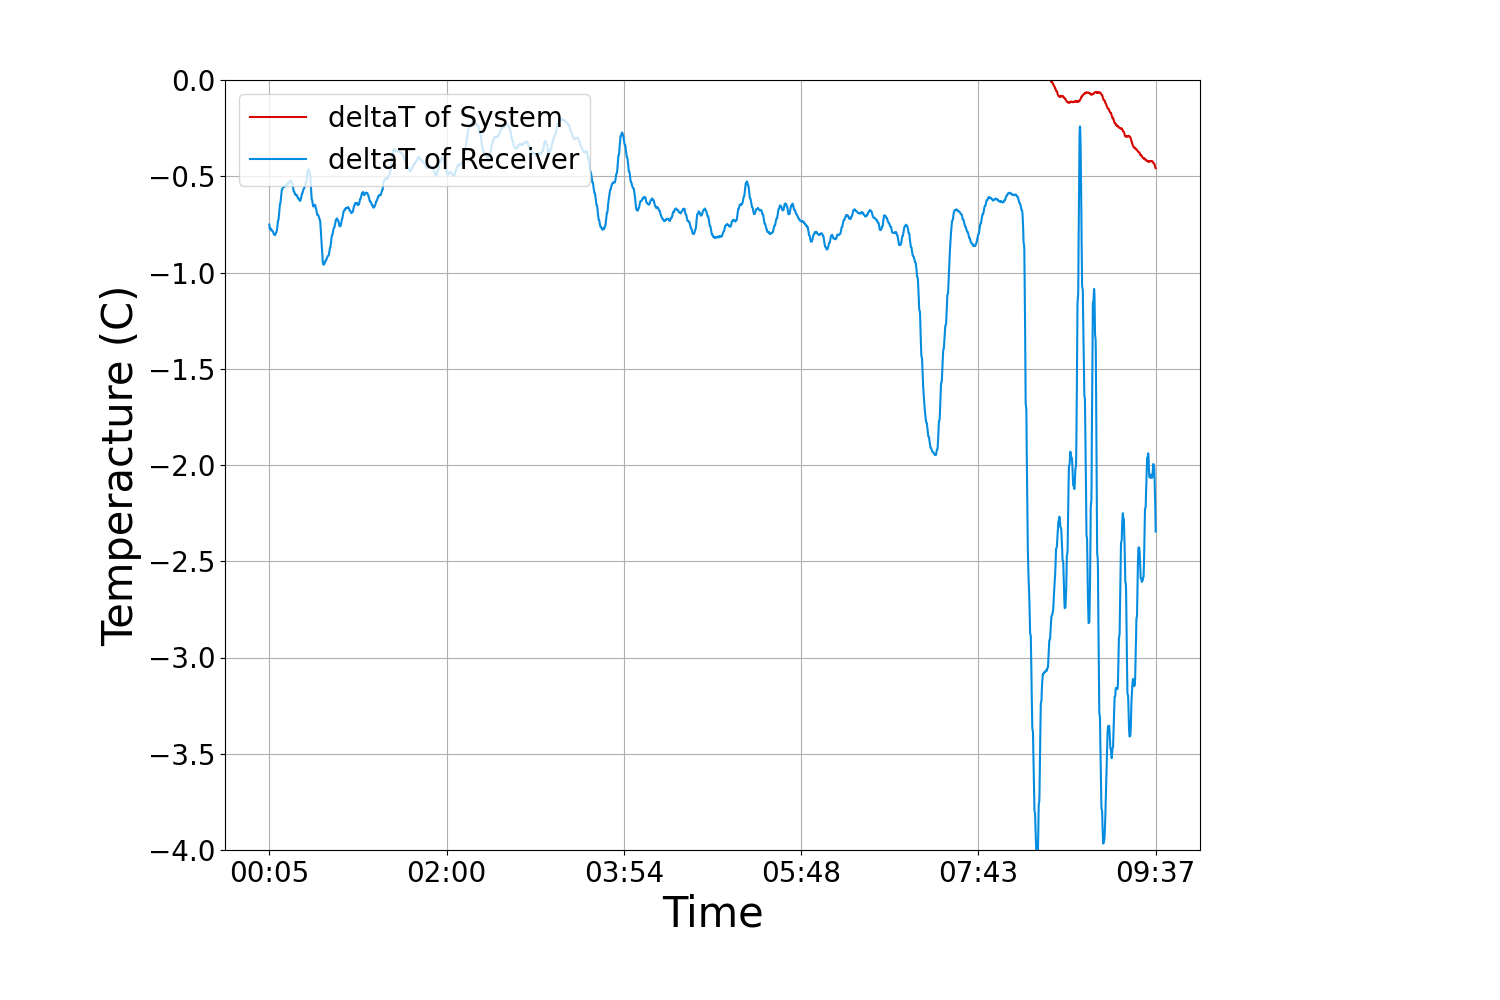 0.0
−0.5
−1.0
−1.5
−2.0
−2.5
−3.0
−3.5
−4.0
Temperacture (C)
deltaT of System
deltaT of Receiver
00:05 02:00 03:54 05:48 07:43 09:37
Time